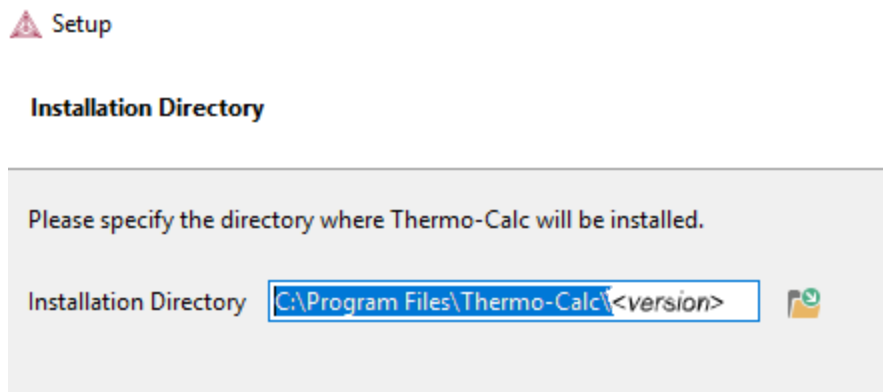 Setup
Installation Directory
Please specify the directory where Thermo-Calc will be installed.
Installation Directory C:\Program Files\Thermo-Calc\<version>